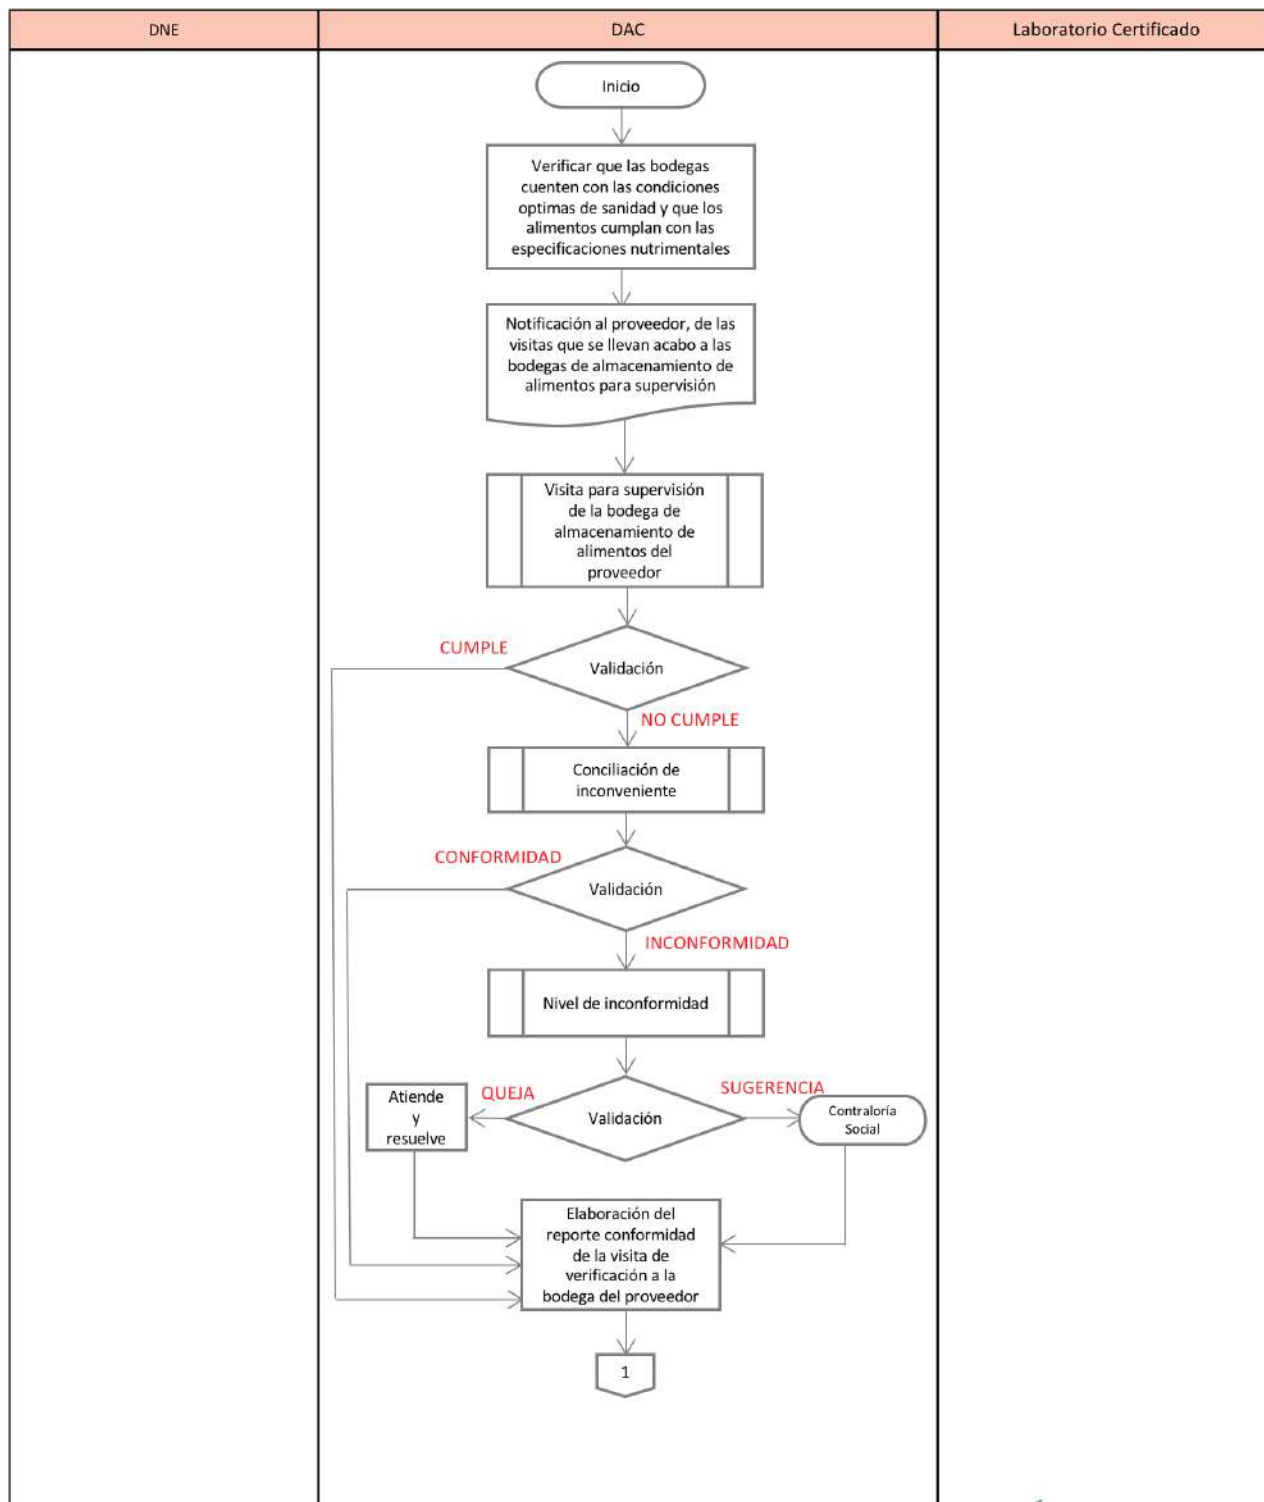 DNE
DAC
Laboratorio Certificado
Inicio
Verificar que las bodegas
cuenten con las condiciones
optimas de sanidad y que los
alimentos cumplan con las
especificaciones nutrimentales
Notificación al proveedor, de las
visitas que se llevan acabo a las
bodegas de almacenamiento de
alimentos para supervisión
Visita para supervisión
de la bodega de
almacenamiento de
alimentos del
proveedor
CUMPLE
Validación
NO CUMPLE
Conciliación de
inconveniente
CONFORMIDAD
Validación
INCONFORMIDAD
Nivel de inconformidad
Atiende
y
resuelve
QUEJA
Validación
SUGERENCIA
Contraloría
Social
Elaboración del
reporte conformidad
de la visita de
verificación a la
bodega del proveedor
1